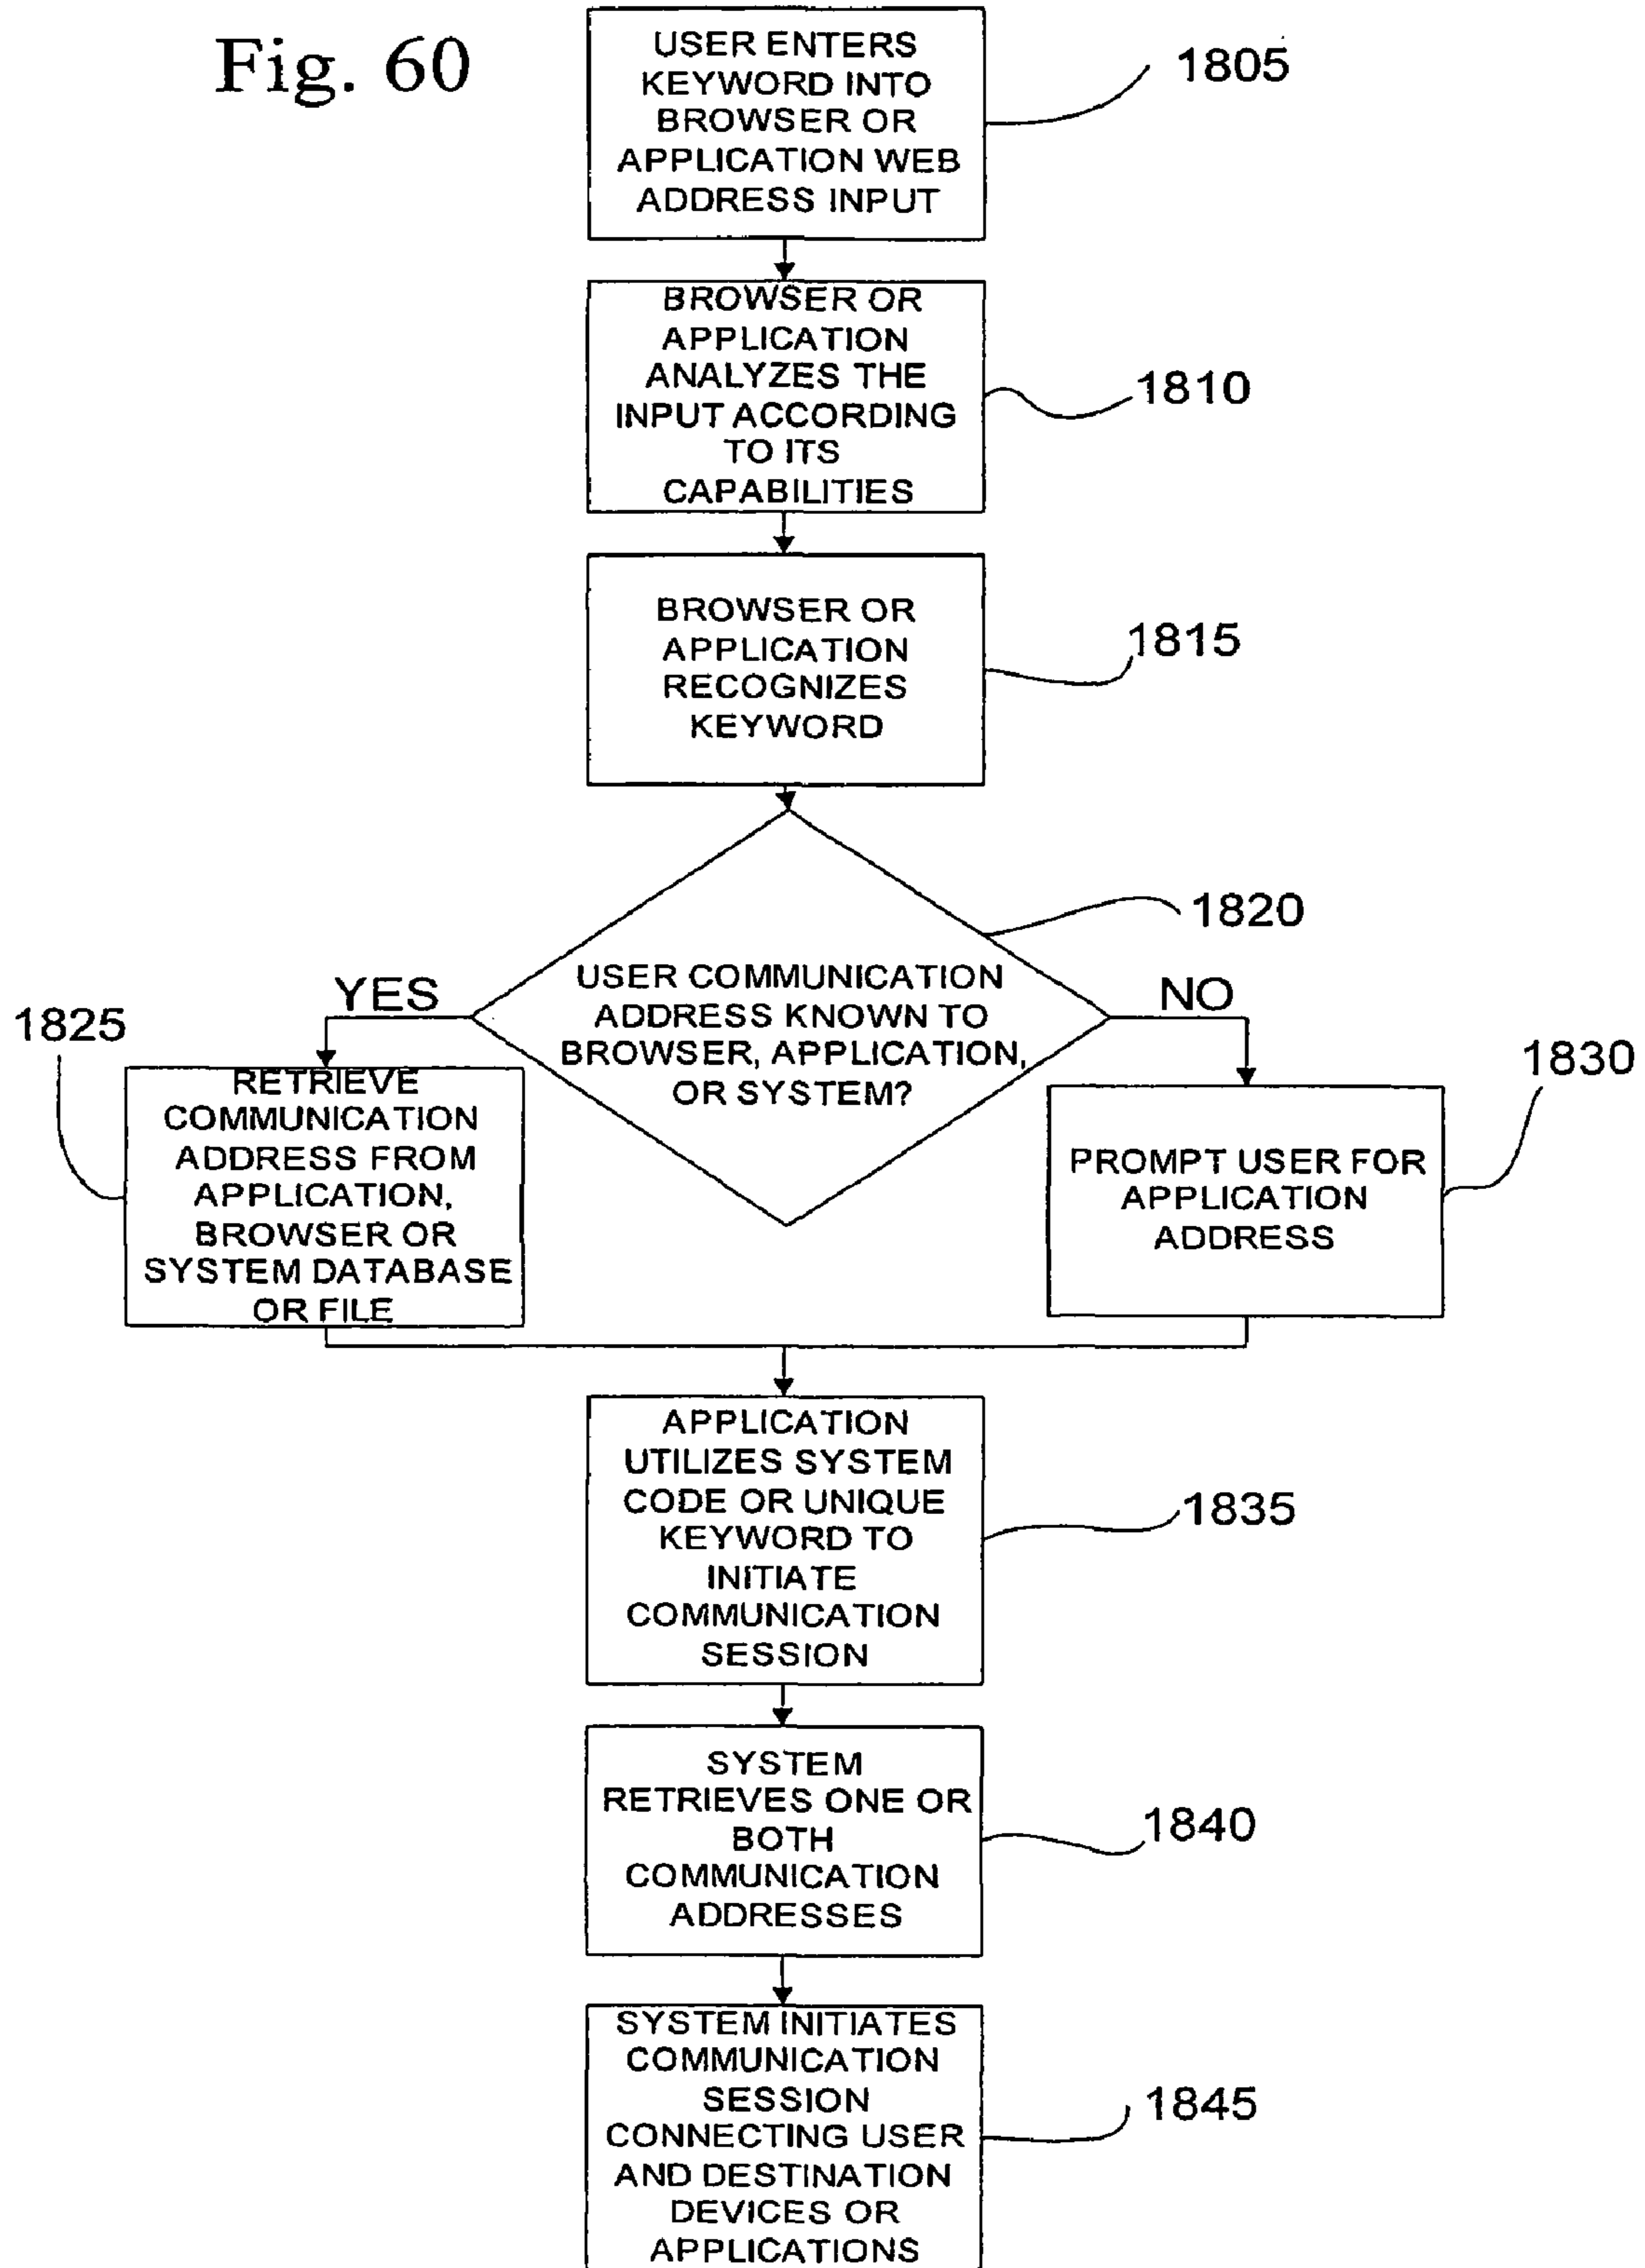 Fig. 60
USER ENTERS
KEYWORD INTO
BROWSER OR
APPLICATION WEB
ADDRESS INPUT
1805
BROWSER OR
APPLICATION
ANALYZES THE
INPUT ACCORDING
TO ITS
CAPABILITIES
1810
BROWSER OR
APPLICATION
RECOGNIZES
KEYWORD
1815
1820
USER COMMUNICATION
ADDRESS KNOWN TO
BROWSER, APPLICATION,
OR SYSTEM?
YES
NO
1825
RETRIEVE
COMMUNICATION
ADDRESS FROM
APPLICATION,
BROWSER OR
SYSTEM DATABASE
OR FILE
1830
PROMPT USER FOR
APPLICATION
ADDRESS
APPLICATION
UTILIZES SYSTEM
CODE OR UNIQUE
KEYWORD TO
INITIATE
COMMUNICATION
SESSION
1835
SYSTEM
RETRIEVES ONE OR
BOTH
COMMUNICATION
ADDRESSES
1840
SYSTEM INITIATES
COMMUNICATION
SESSION
CONNECTING USER
AND DESTINATION
DEVICES OR
APPLICATIONS
1845